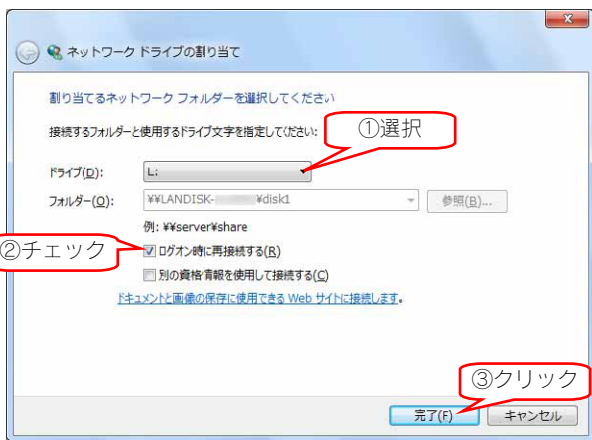 ネットワーク ドライブの割り当て
割り当てるネットワーク フォルダーを選択してください
接続するフォルダーと使用するドライブ文字を指定してください:
①選択
ドライブ(D): L:
フォルダー(O): ¥¥LANDISK- ¥disk1 参照(B)...
例: ¥¥server¥share
②チェック
ログオン時に再接続する(R)
別の資格情報を使用して接続する(C)
ドキュメントと画像の保存に使用できる Web サイトに接続します。
③クリック
完了(F) キャンセル